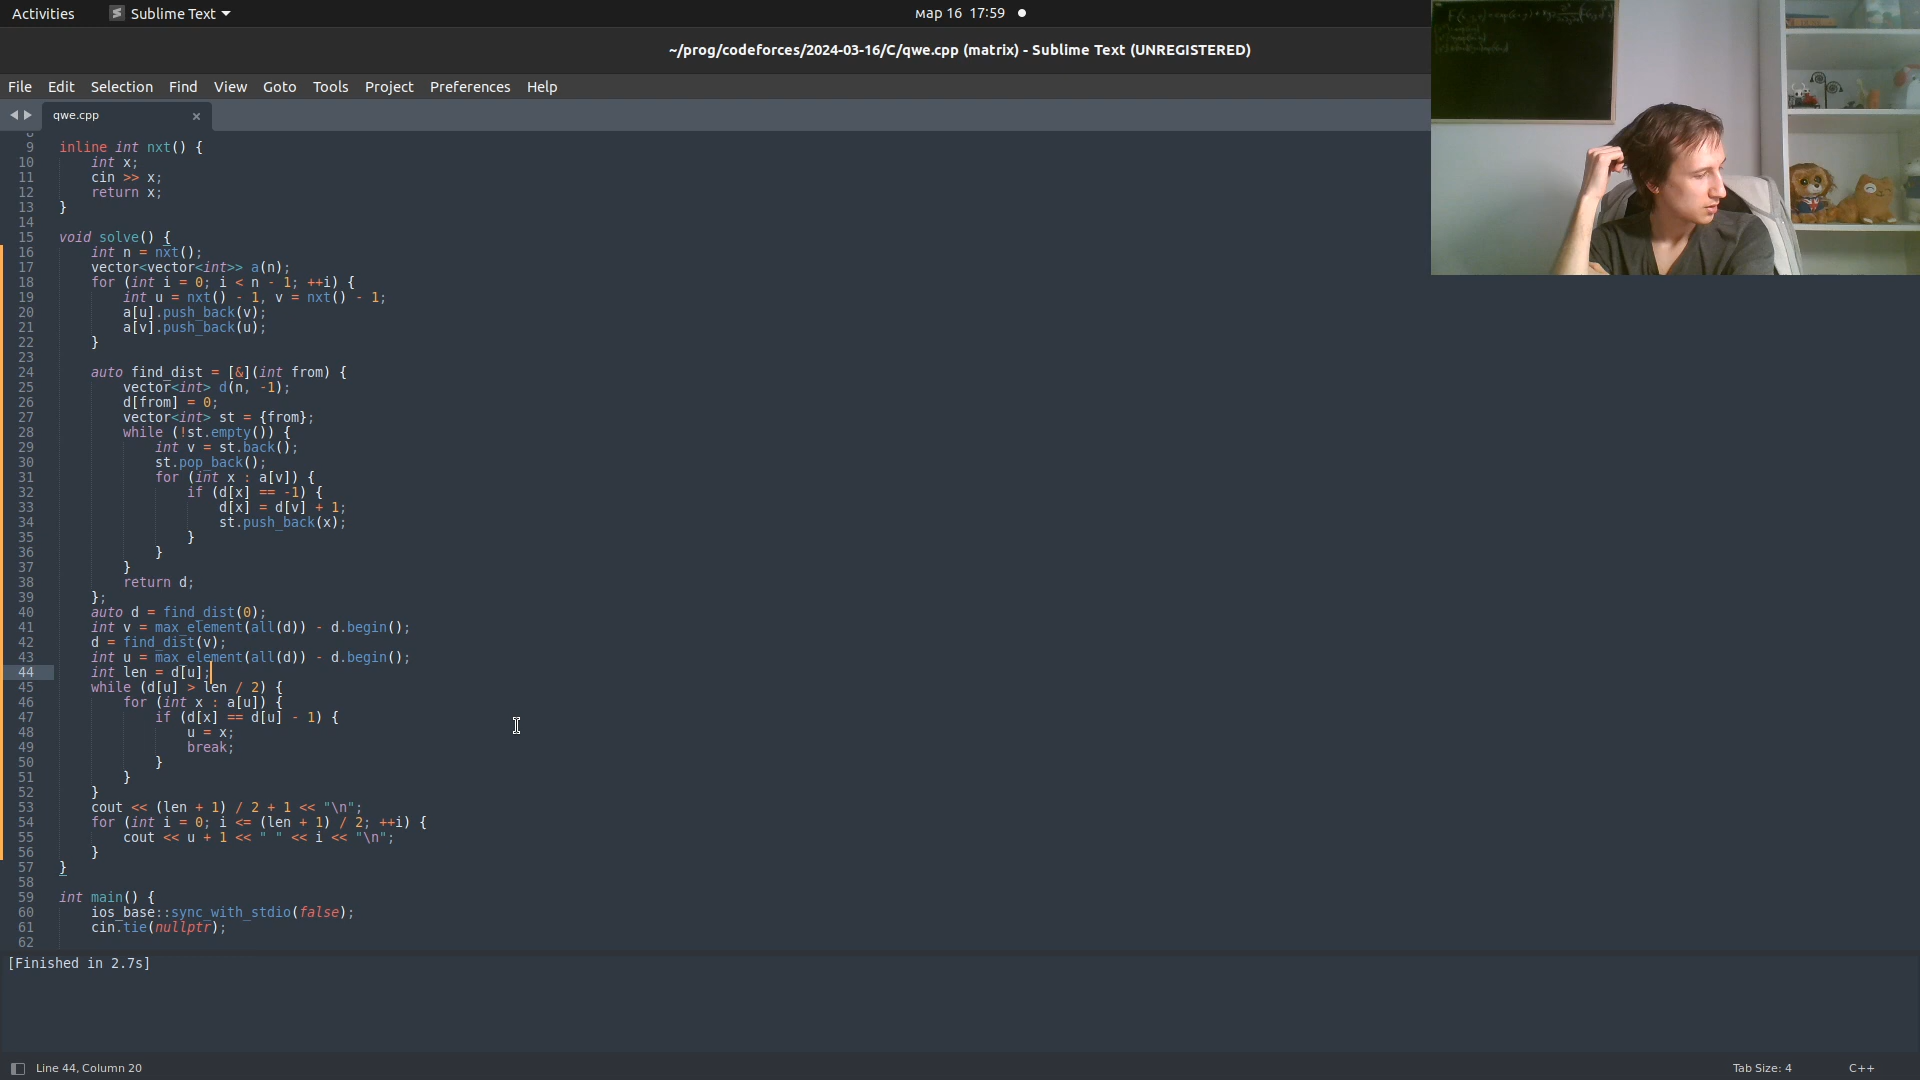 Activities
Sublime Text
мар 16 17:59
~/prog/codeforces/2024-03-16/C/qwe.cpp (matrix) - Sublime Text (UNREGISTERED)
File Edit Selection Find View Goto Tools Project Preferences Help
qwe.cpp
9 inline int nxt() {
10 int x;
11 cin >> x;
12 return x;
13 }
14
15 void solve() {
16 int n = nxt();
17 vector<vector<int>> a(n);
18 for (int i = 0; i < n - 1; ++i) {
19 int u = nxt() - 1, v = nxt() - 1;
20 a[u].push_back(v);
21 a[v].push_back(u);
22 }
23
24 auto find_dist = [&](int from) {
25 vector<int> d(n, -1);
26 d[from] = 0;
27 vector<int> st = {from};
28 while (!st.empty()) {
29 int v = st.back();
30 st.pop_back();
31 for (int x : a[v]) {
32 if (d[x] == -1) {
33 d[x] = d[v] + 1;
34 st.push_back(x);
35 }
36 }
37 }
38 return d;
39 };
40 auto d = find_dist(0);
41 int v = max_element(all(d)) - d.begin();
42 d = find_dist(v);
43 int u = max_element(all(d)) - d.begin();
44 int len = d[u];
45 while (d[u] > len / 2) {
46 for (int x : a[u]) {
47 if (d[x] == d[u] - 1) {
48 u = x;
49 break;
50 }
51 }
52 }
53 cout << (len + 1) / 2 + 1 << "\n";
54 for (int i = 0; i <= (len + 1) / 2; ++i) {
55 cout << u + 1 << " " << i << "\n";
56 }
57 }
58
59 int main() {
60 ios_base::sync_with_stdio(false);
61 cin.tie(nullptr);
62
[Finished in 2.7s]
Line 44, Column 20
Tab Size: 4
C++